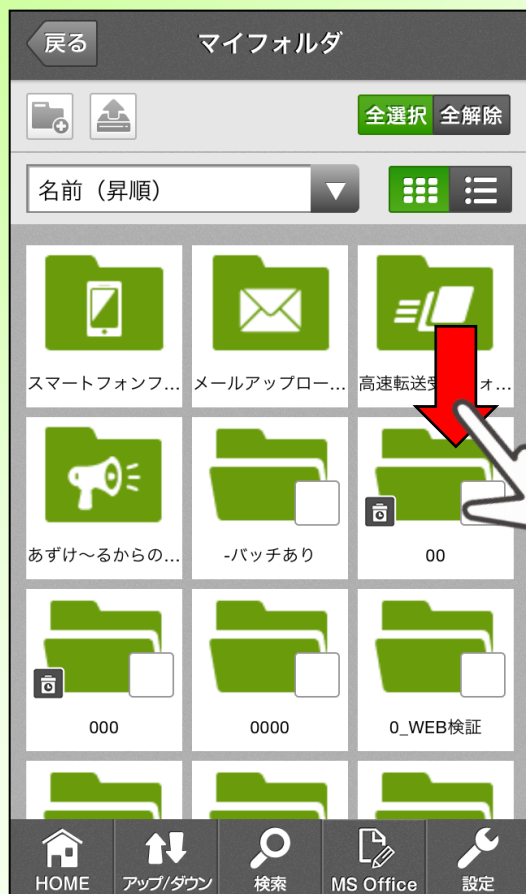 戻る
マイフォルダ
全選択 全解除
名前（昇順）
スマートフォンフ...
メールアップロー...
高速転送受 ォ...
あずけ～るからの...
-バッチあり
00
000
0000
0_WEB検証
HOME
アップ/ダウン
検索
MS Office
設定